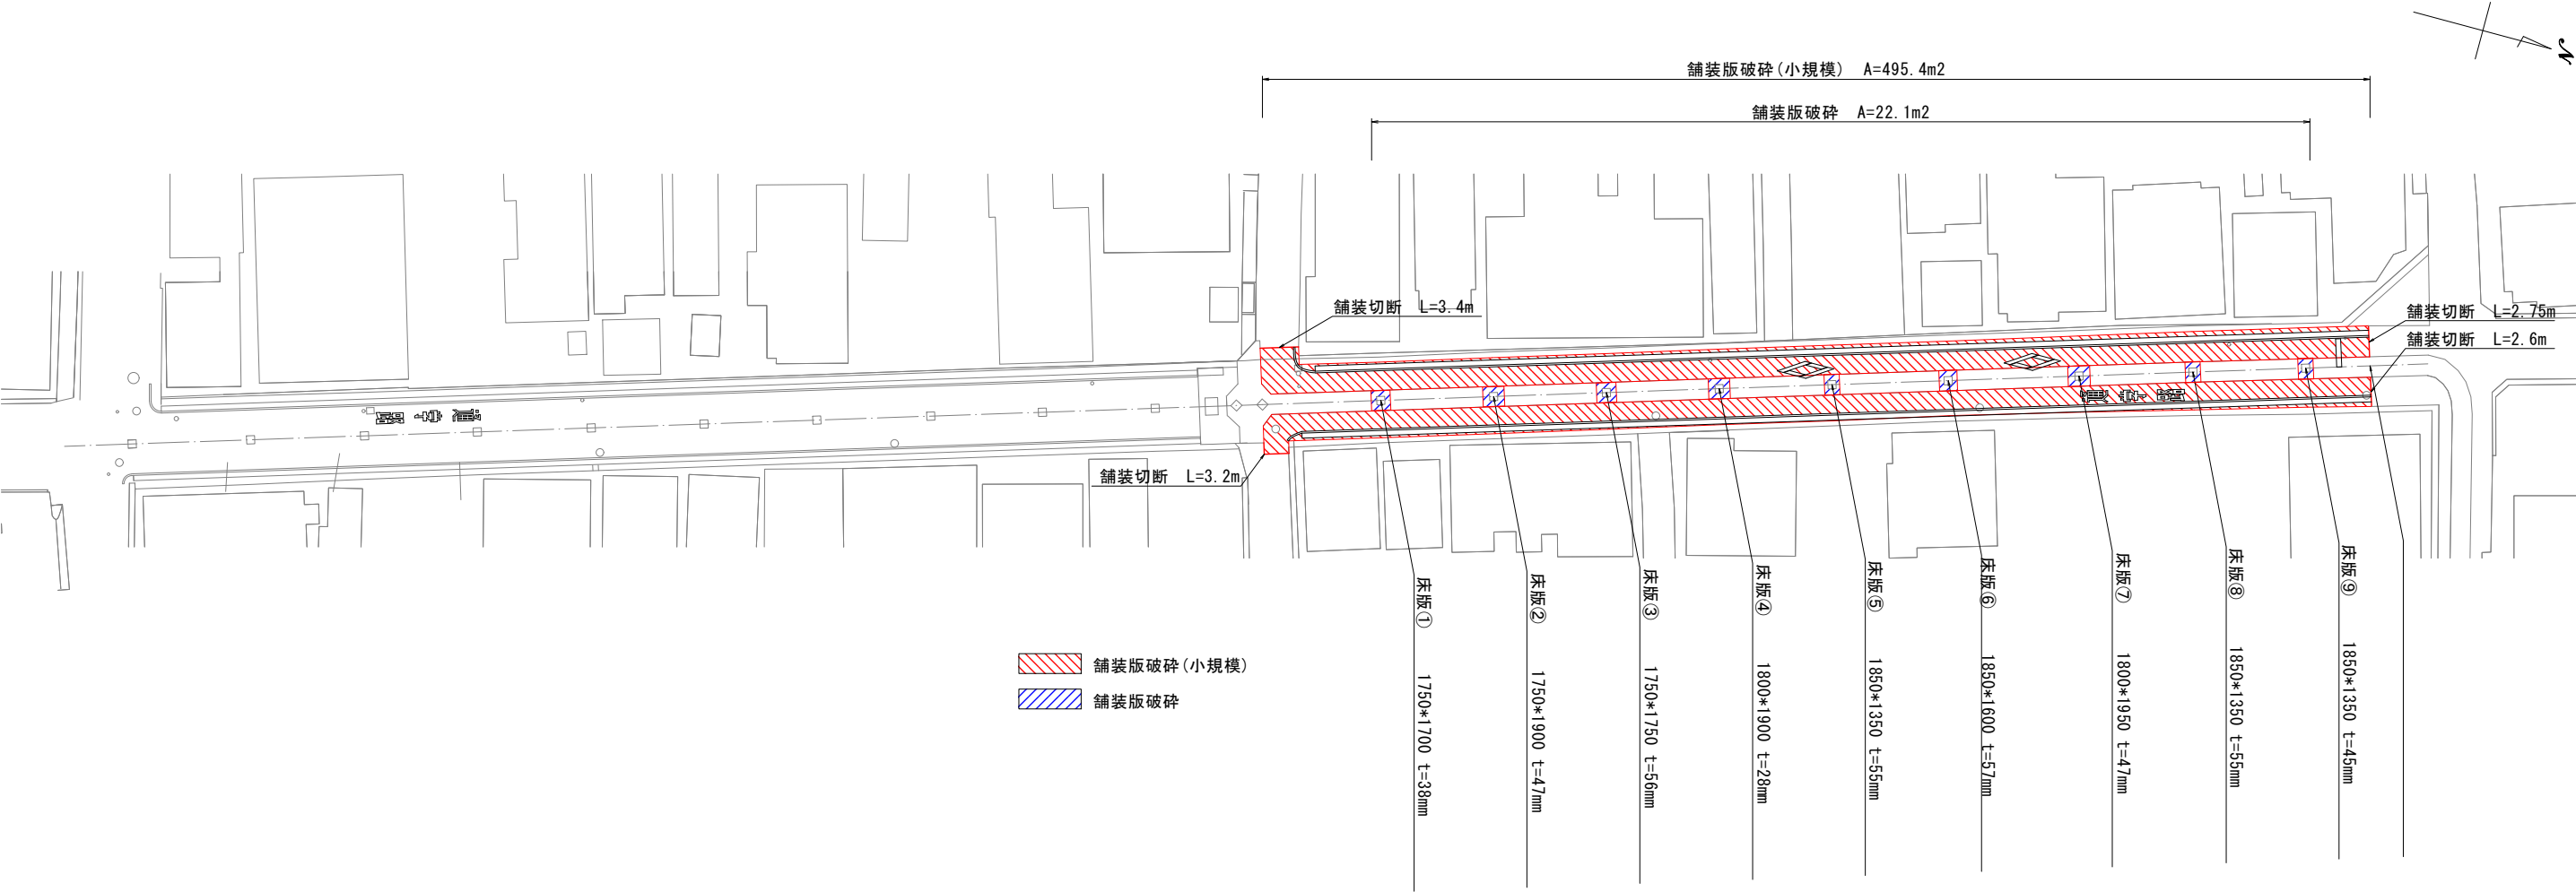 N
舗装版破砕(小規模) A=495.4m2
舗装版破砕 A=22.1m2
舗装切断 L=3.4m
舗装切断 L=2.75m
舗装切断 L=2.6m
舗装切断 L=3.2m
床版① 1750*1700 t=38mm
床版② 1750*1900 t=47mm
床版③ 1750*1750 t=56mm
床版④ 1800*1900 t=28mm
床版⑤ 1850*1350 t=55mm
床版⑥ 1850*1600 t=57mm
床版⑦ 1800*1950 t=47mm
床版⑧ 1850*1350 t=55mm
床版⑨ 1850*1350 t=45mm
舗装版破砕(小規模)
舗装版破砕